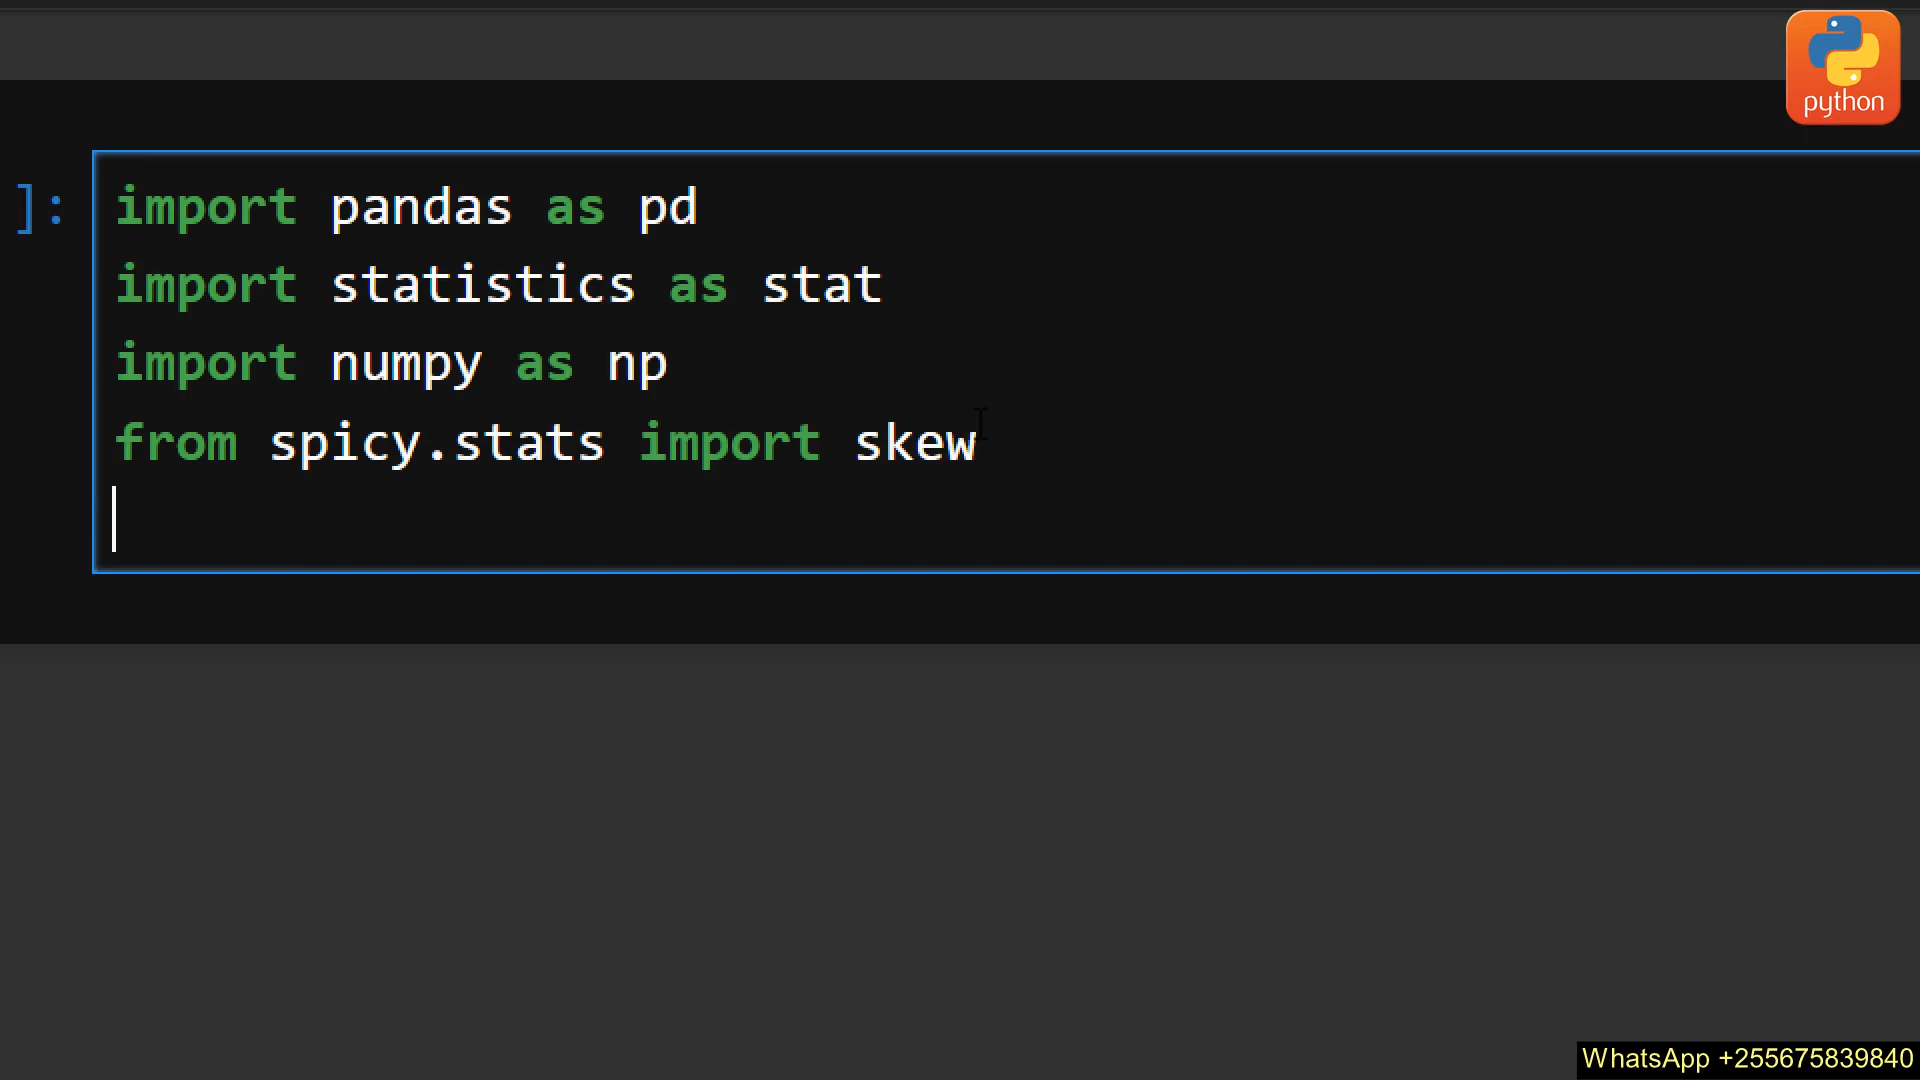 python
]: import pandas as pd
import statistics as stat
import numpy as np
from spicy.stats import skew
WhatsApp +255675839840